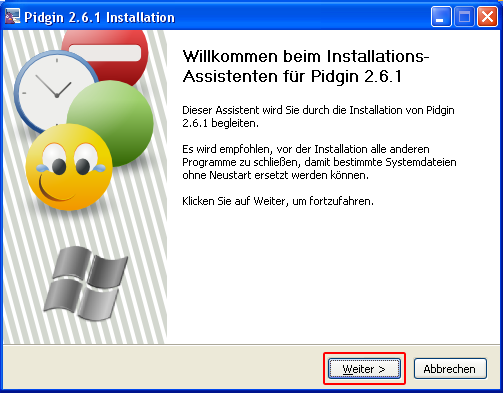 Pidgin 2.6.1 Installation
Willkommen beim Installations-
Assistenten für Pidgin 2.6.1
Dieser Assistent wird Sie durch die Installation von Pidgin
2.6.1 begleiten.
Es wird empfohlen, vor der Installation alle anderen
Programme zu schließen, damit bestimmte Systemdateien
ohne Neustart ersetzt werden können.
Klicken Sie auf Weiter, um fortzufahren.
Weiter >
Abbrechen